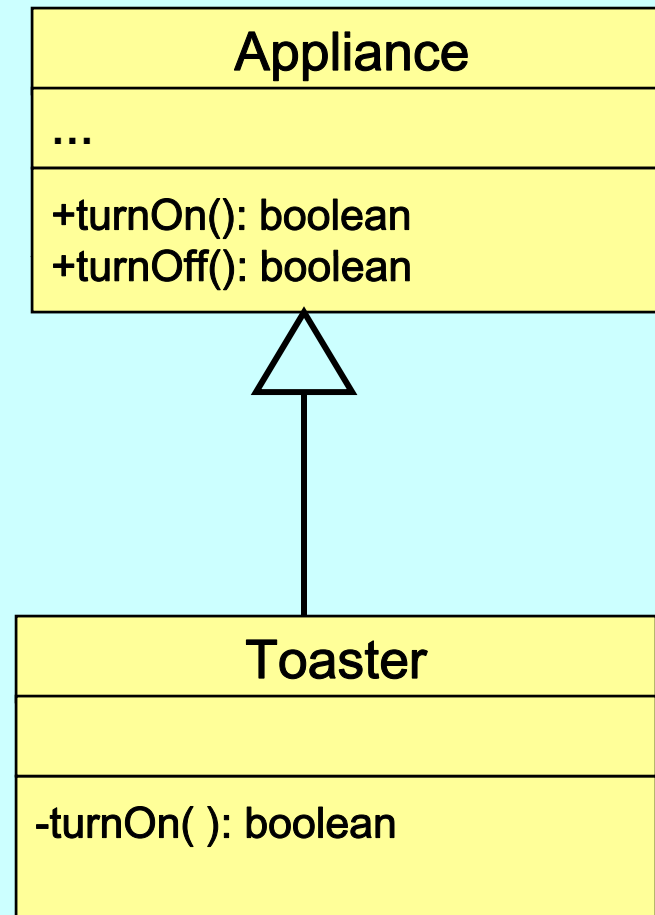 Appliance
...
+turnOn(): boolean
+turnOff(): boolean
Toaster
-turnOn( ): boolean